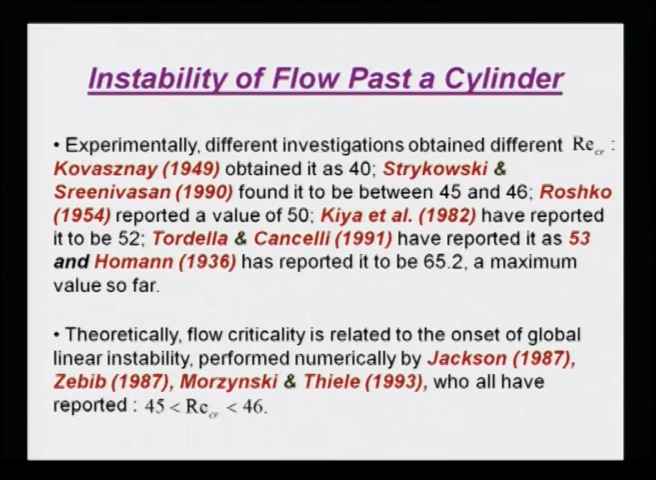 Instability of Flow Past a Cylinder
• Experimentally, different investigations obtained different Re_cr :
Kovasznay (1949) obtained it as 40; Strykowski &
Sreenivasan (1990) found it to be between 45 and 46; Roshko
(1954) reported a value of 50; Kiya et al. (1982) have reported
it to be 52; Tordella & Cancelli (1991) have reported it as 53
and Homann (1936) has reported it to be 65.2, a maximum
value so far.
• Theoretically, flow criticality is related to the onset of global
linear instability, performed numerically by Jackson (1987),
Zebib (1987), Morzynski & Thiele (1993), who all have
reported : 45 < Re_cr < 46.